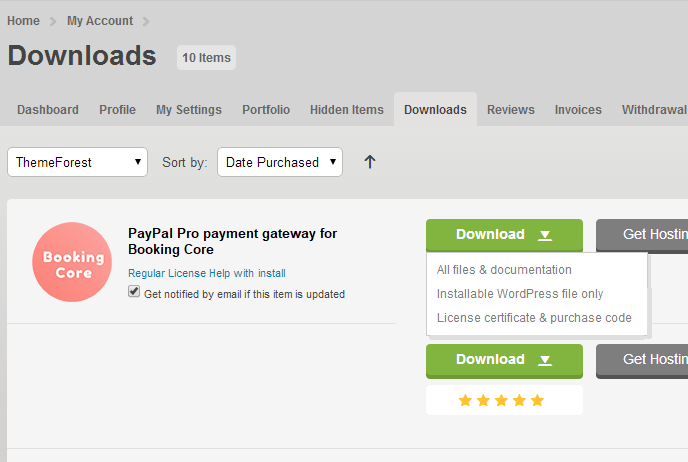 Home My Account
Downloads 10 Items
Dashboard Profile My Settings Portfolio Hidden Items Downloads Reviews Invoices Withdrawal
ThemeForest Sort by: Date Purchased
Booking
Core
PayPal Pro payment gateway for
Booking Core
Regular License Help with install
Get notified by email if this item is updated
Download Get Hostin
All files & documentation
Installable WordPress file only
License certificate & purchase code
Download Get Hostin